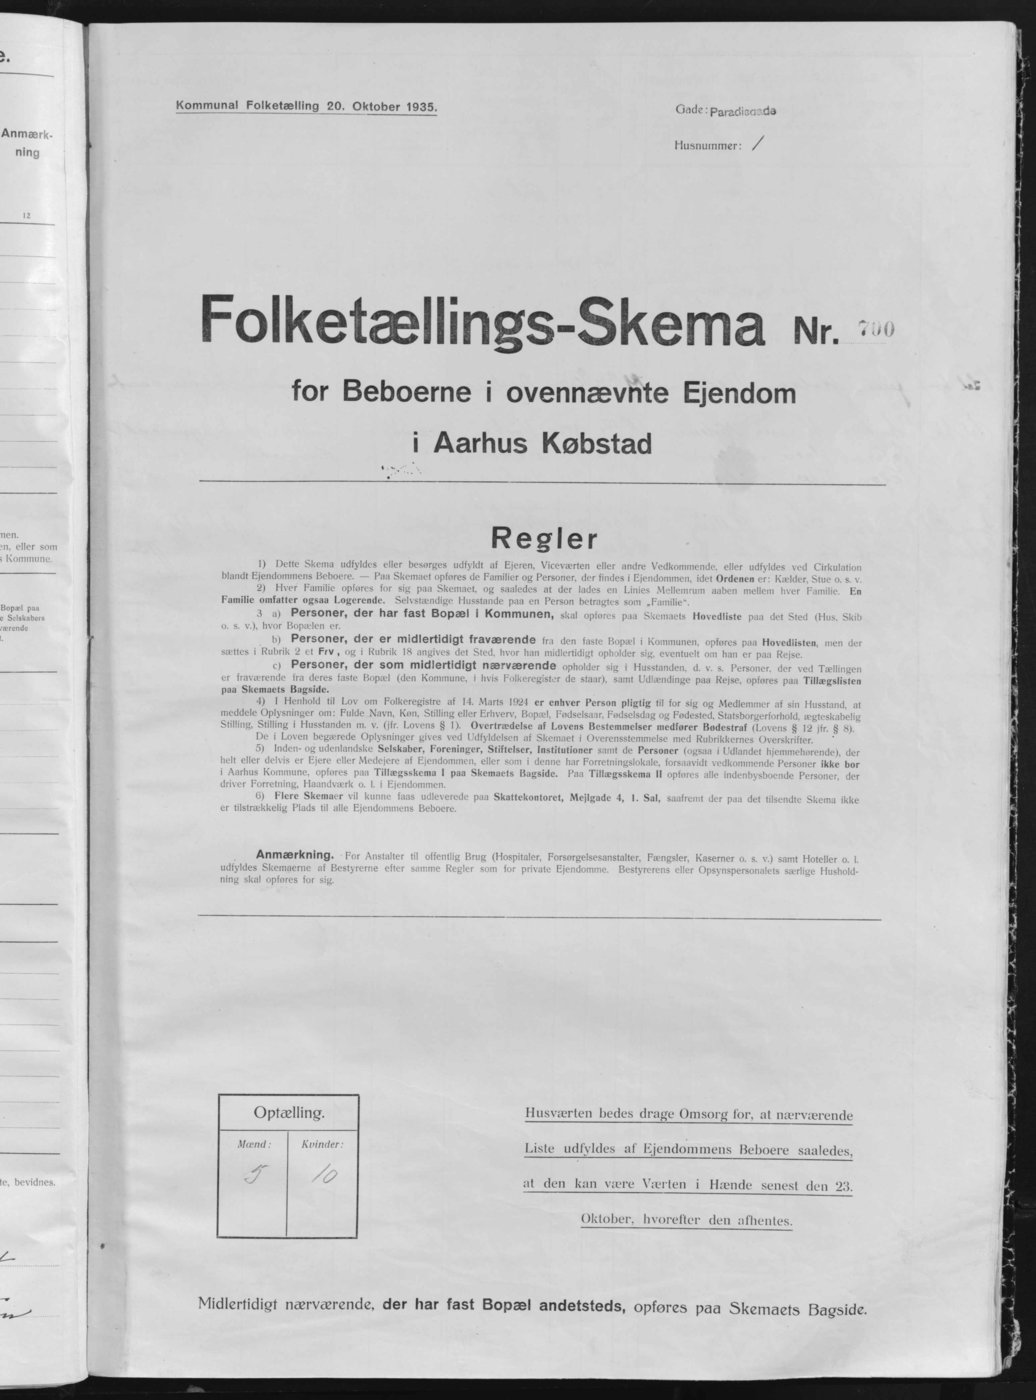 e.
Anmærk-
ning
12
men.
en, eller som
s Kommune.
Bopæl paa
e Selskabers
værende
te, bevidnes.
Kommunal Folketælling 20. Oktober 1935.
Gade: Paradisgade
Husnummer: 1
Folketællings-Skema Nr. 700
for Beboerne i ovennævnte Ejendom
i Aarhus Købstad
Regler
1) Dette Skema udfyldes eller besørges udfyldt af Ejeren, Viceværten eller andre Vedkommende, eller udfyldes ved Cirkulation
blandt Ejendommens Beboere. — Paa Skemaet opføres de Familier og Personer, der findes i Ejendommen, idet Ordenen er: Kælder, Stue o. s. v.
2) Hver Familie opføres for sig paa Skemaet, og saaledes at der lades en Linies Mellemrum aaben mellem hver Familie. En
Familie omfatter ogsaa Logerende. Selvstændige Husstande paa en Person betragtes som „Familie“.
3 a) Personer, der har fast Bopæl i Kommunen, skal opføres paa Skemaets Hovedliste paa det Sted (Hus, Skib
o. s. v.), hvor Bopælen er.
b) Personer, der er midlertidigt fraværende fra den faste Bopæl i Kommunen, opføres paa Hovedlisten, men der
sættes i Rubrik 2 et Frv, og i Rubrik 18 angives det Sted, hvor han midlertidigt opholder sig, eventuelt om han er paa Rejse.
c) Personer, der som midlertidigt nærværende opholder sig i Husstanden, d. v. s. Personer, der ved Tællingen
er fraværende fra deres faste Bopæl (den Kommune, i hvis Folkeregister de staar), samt Udlændinge paa Rejse, opføres paa Tillægslisten
paa Skemaets Bagside.
4) I Henhold til Lov om Folkeregistre af 14. Marts 1924 er enhver Person pligtig til for sig og Medlemmer af sin Husstand, at
meddele Oplysninger om: Fulde Navn, Køn, Stilling eller Erhverv, Bopæl, Fødselsaar, Fødselsdag og Fødested, Statsborgerforhold, ægteskabelig
Stilling, Stilling i Husstanden m. v. (jfr. Lovens § 1). Overtrædelse af Lovens Bestemmelser medfører Bødestraf (Lovens § 12 jfr. § 8).
De i Loven begærede Oplysninger gives ved Udfyldelsen af Skemaet i Overensstemmelse med Rubrikkernes Overskrifter.
5) Inden- og udenlandske Selskaber, Foreninger, Stiftelser, Institutioner samt de Personer (ogsaa i Udlandet hjemmehørende), der
helt eller delvis er Ejere eller Medejere af Ejendommen, eller som i denne har Forretningslokale, forsaavidt vedkommende Personer ikke bor
i Aarhus Kommune, opføres paa Tillægsskema I paa Skemaets Bagside. Paa Tillægsskema II opføres alle indenbysboende Personer, der
driver Forretning, Haandværk o. l. i Ejendommen.
6) Flere Skemaer vil kunne faas udleverede paa Skattekontoret, Mejlgade 4, 1. Sal, saafremt der paa det tilsendte Skema ikke
er tilstrækkelig Plads til alle Ejendommens Beboere.
Anmærkning. For Anstalter til offentlig Brug (Hospitaler, Forsørgelsesanstalter, Fængsler, Kaserner o. s. v.) samt Hoteller o. l.
udfyldes Skemaerne af Bestyrerne efter samme Regler som for private Ejendomme. Bestyrerens eller Opsynspersonalets særlige Hushold-
ning skal opføres for sig.
Optælling.
Mænd: Kvinder:
5 10
Husværten bedes drage Omsorg for, at nærværende
Liste udfyldes af Ejendommens Beboere saaledes,
at den kan være Værten i Hænde senest den 23.
Oktober, hvorefter den afhentes.
Midlertidigt nærværende, der har fast Bopæl andetsteds, opføres paa Skemaets Bagside.